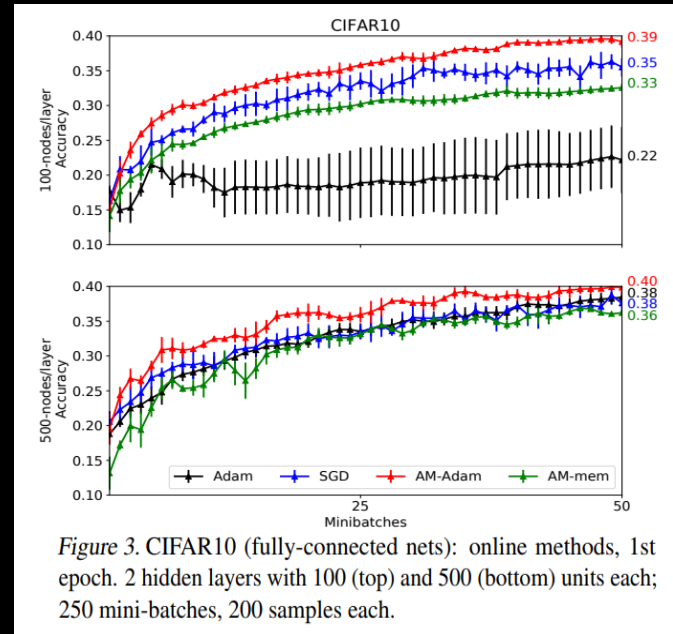 CIFAR10
0.40
0.35
0.30
0.25
0.20
0.15
0.10
100-nodes/layer
Accuracy
0.39
0.35
0.33
0.22
0.40
0.35
0.30
0.25
0.20
0.15
0.10
500-nodes/layer
Accuracy
0.40
0.38
0.38
0.36
Adam
SGD
AM-Adam
AM-mem
25
50
Minibatches
Figure 3. CIFAR10 (fully-connected nets): online methods, 1st
epoch. 2 hidden layers with 100 (top) and 500 (bottom) units each;
250 mini-batches, 200 samples each.